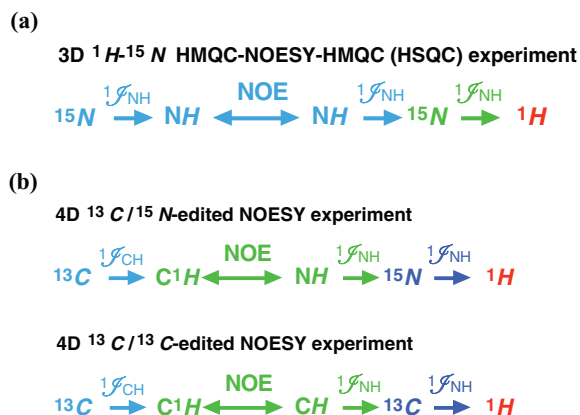 (a)
3D ¹H-¹⁵N HMQC-NOESY-HMQC (HSQC) experiment
¹𝒥NH NOE ¹𝒥NH ¹𝒥NH
¹⁵N NH NH ¹⁵N ¹H
(b)
4D ¹³C/¹⁵N-edited NOESY experiment
¹𝒥CH NOE ¹𝒥NH ¹𝒥NH
¹³C C¹H NH ¹⁵N ¹H
4D ¹³C/¹³C-edited NOESY experiment
¹𝒥CH NOE ¹𝒥NH ¹𝒥NH
¹³C C¹H CH ¹³C ¹H